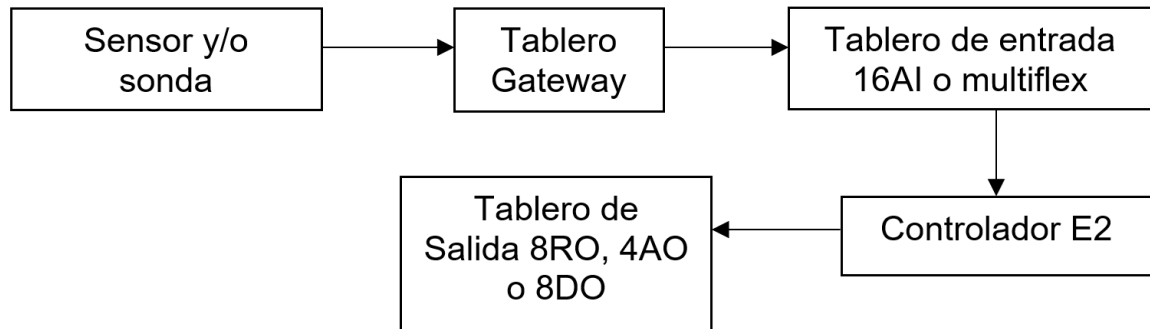 Sensor y/o
sonda
Tablero
Gateway
Tablero de entrada
16AI o multiflex
Controlador E2
Tablero de
Salida 8RO, 4AO
o 8DO